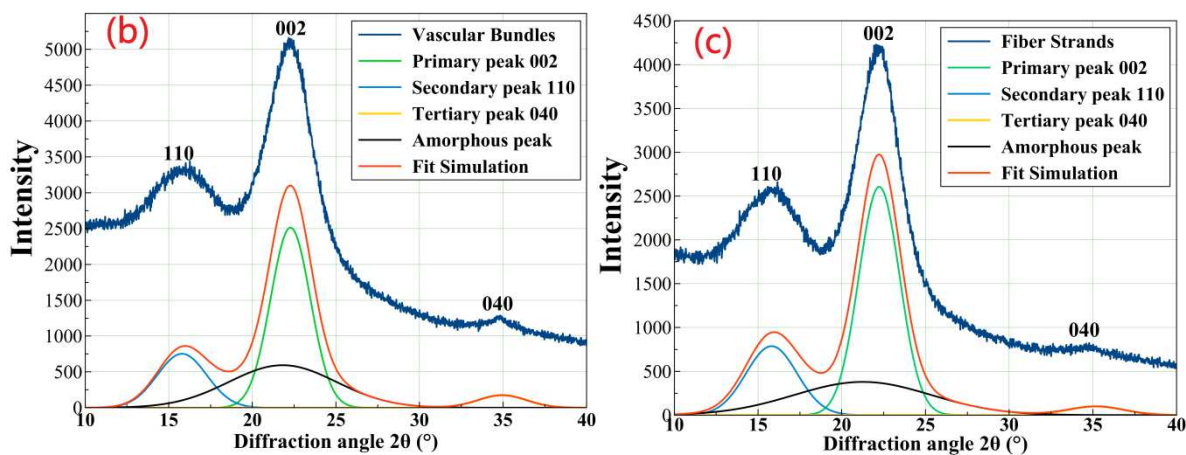 (b)
002
110
040
Vascular Bundles
Primary peak 002
Secondary peak 110
Tertiary peak 040
Amorphous peak
Fit Simulation
Intensity
5000
4500
4000
3500
3000
2500
2000
1500
1000
500
0
10 15 20 25 30 35 40
Diffraction angle 2θ (°)
(c)
002
110
040
Fiber Strands
Primary peak 002
Secondary peak 110
Tertiary peak 040
Amorphous peak
Fit Simulation
Intensity
4500
4000
3500
3000
2500
2000
1500
1000
500
0
10 15 20 25 30 35 40
Diffraction angle 2θ (°)